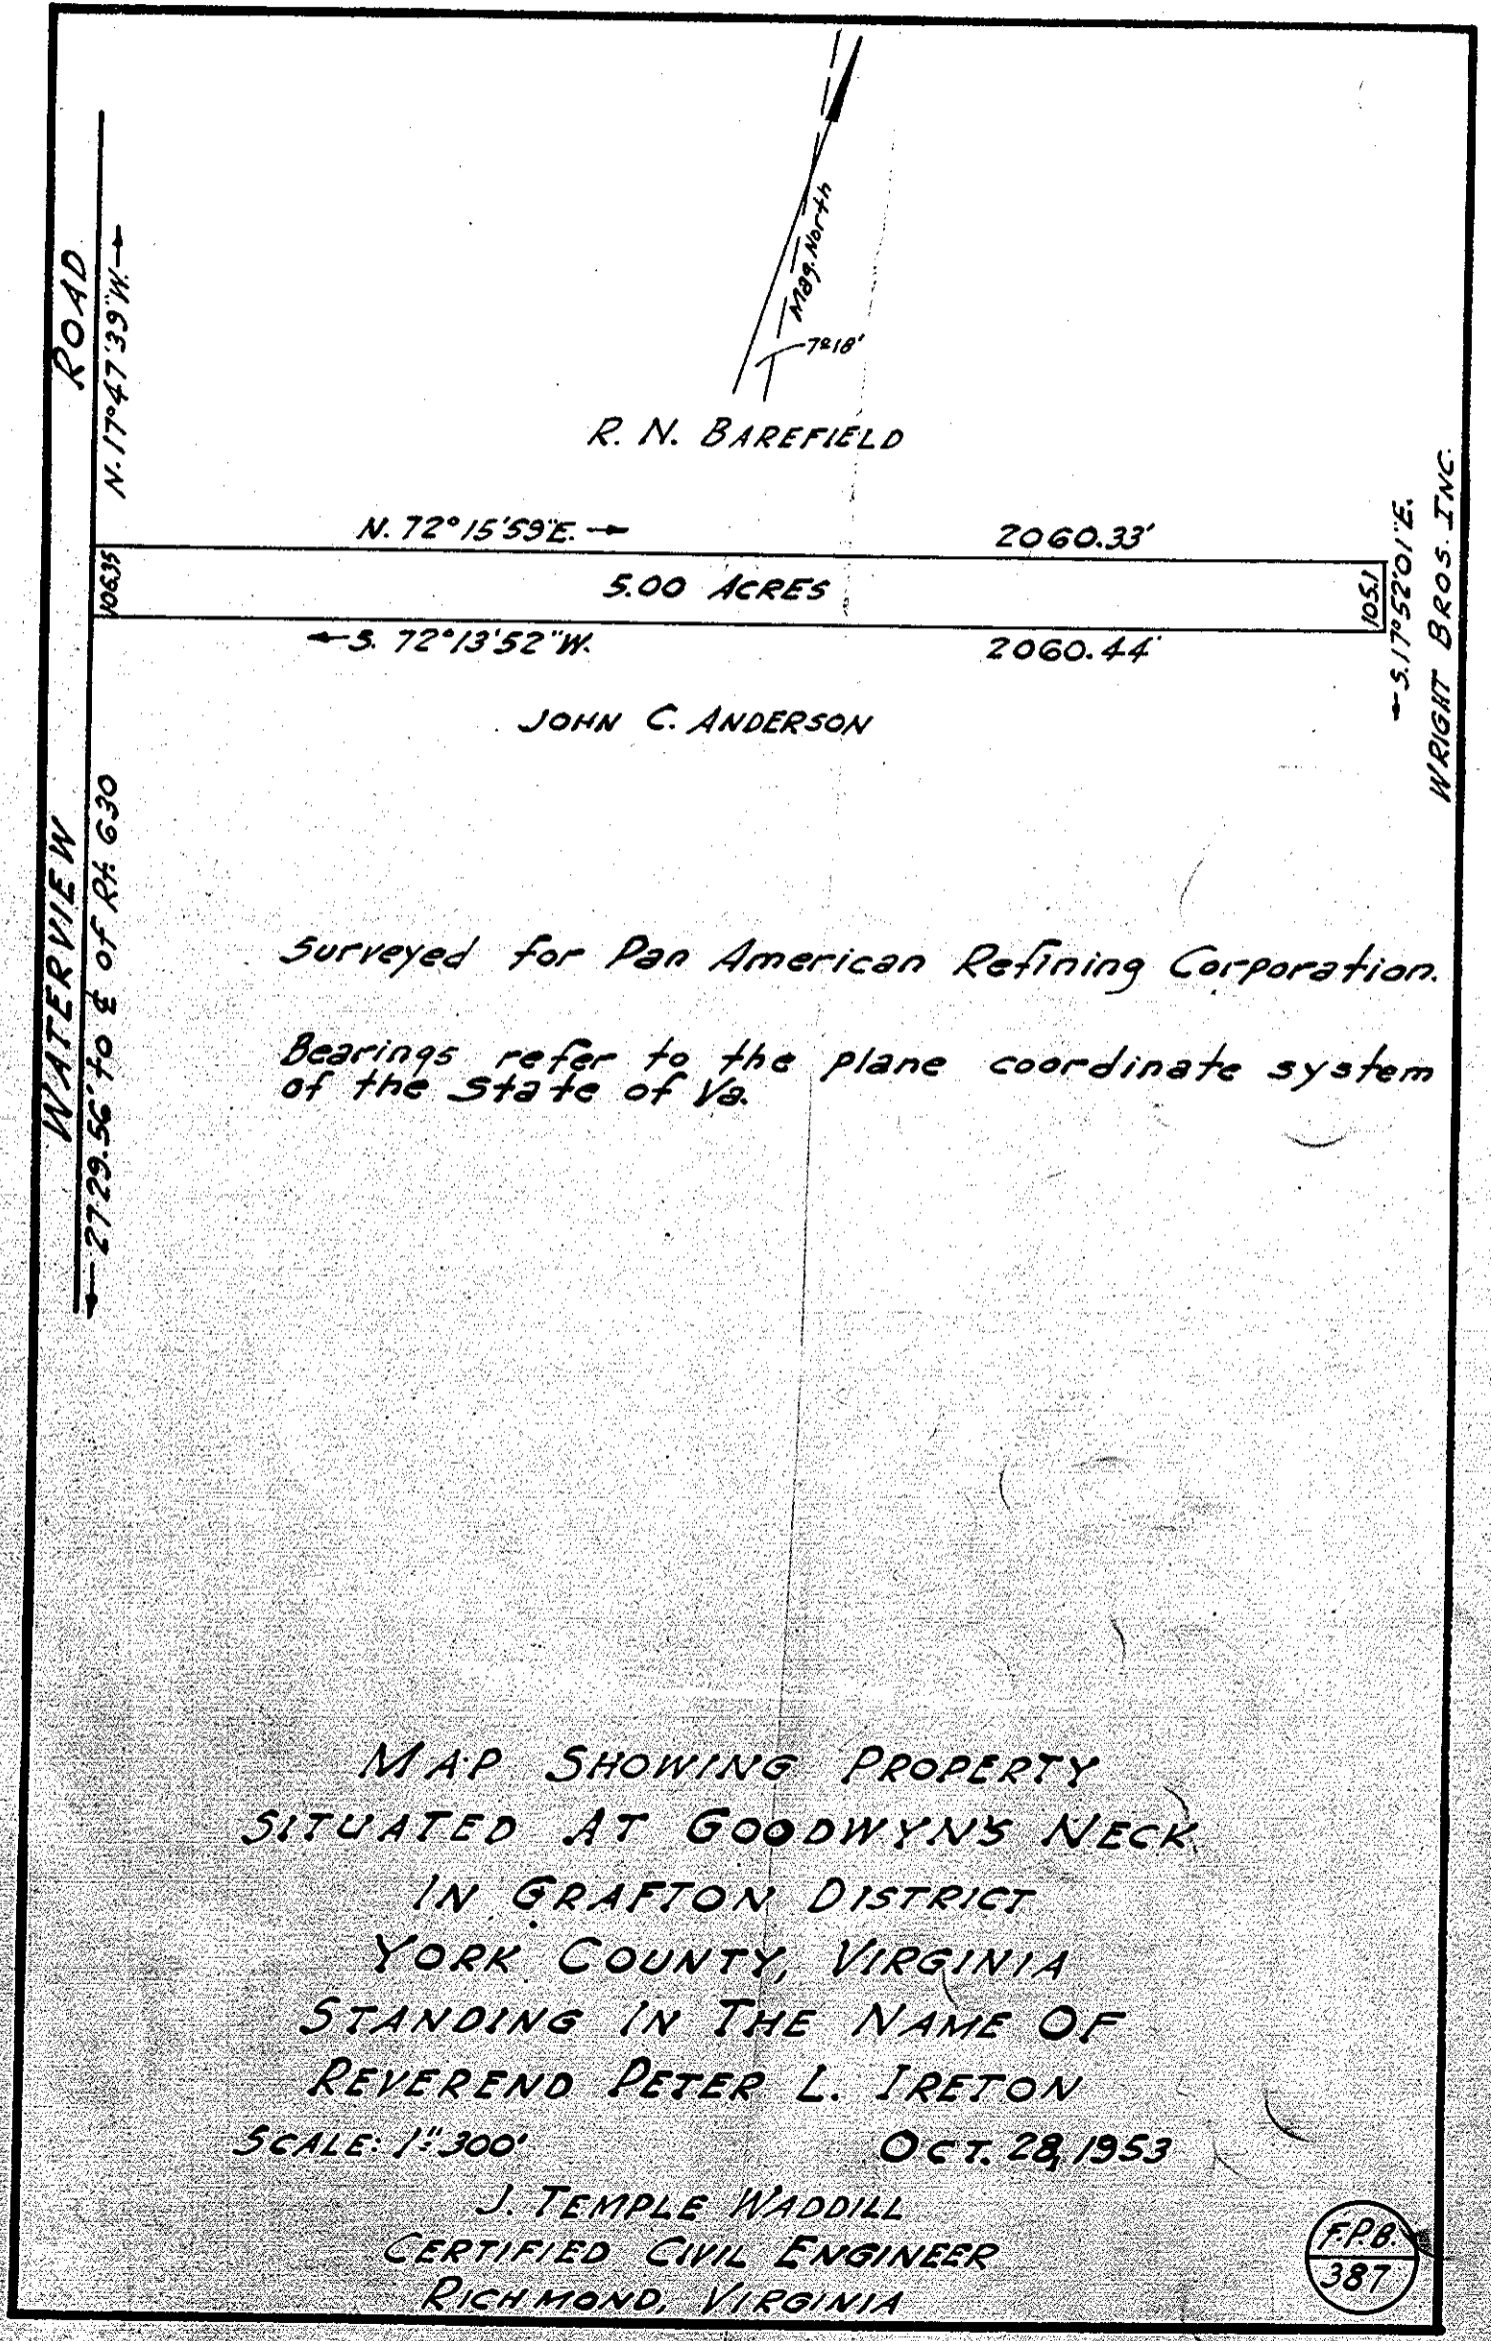 Mag. North
7°18'
ROAD
N. 17°47'39"W.
R. N. BAREFIELD
N. 72°15'59"E.
2060.33'
106.35
5.00 ACRES
105.1
S. 17°52'01"E.
WRIGHT BROS. INC.
S. 72°13'52"W.
2060.44'
JOHN C. ANDERSON
WATERVIEW
2729.56' to ℄ of Rt. 630
Surveyed for Pan American Refining Corporation.
Bearings refer to the plane coordinate system
of the State of Va.
MAP SHOWING PROPERTY
SITUATED AT GOODWYN'S NECK
IN GRAFTON DISTRICT
YORK COUNTY, VIRGINIA
STANDING IN THE NAME OF
REVEREND PETER L. IRETON
SCALE: 1"=300'
OCT. 28, 1953
J. TEMPLE WADDILL
CERTIFIED CIVIL ENGINEER
RICHMOND, VIRGINIA
F.P.B.
387